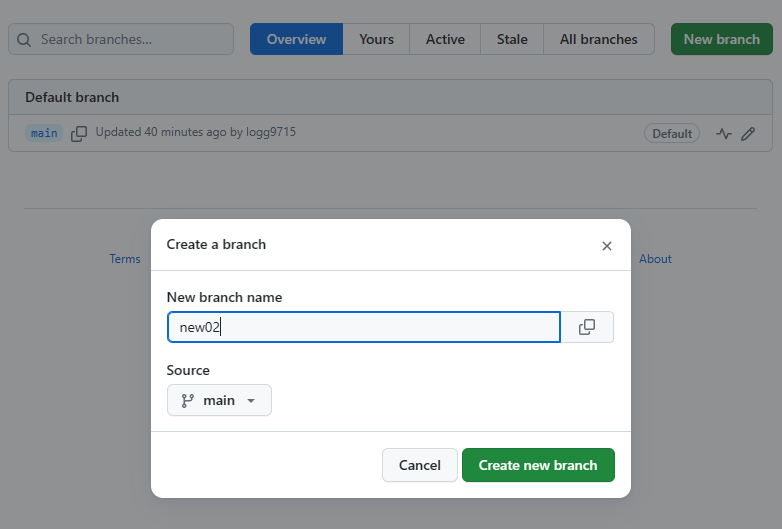 Search branches...
Overview Yours Active Stale All branches New branch
Default branch
main Updated 40 minutes ago by logg9715 Default
Create a branch
Terms About
New branch name
new02
Source
main
Cancel Create new branch